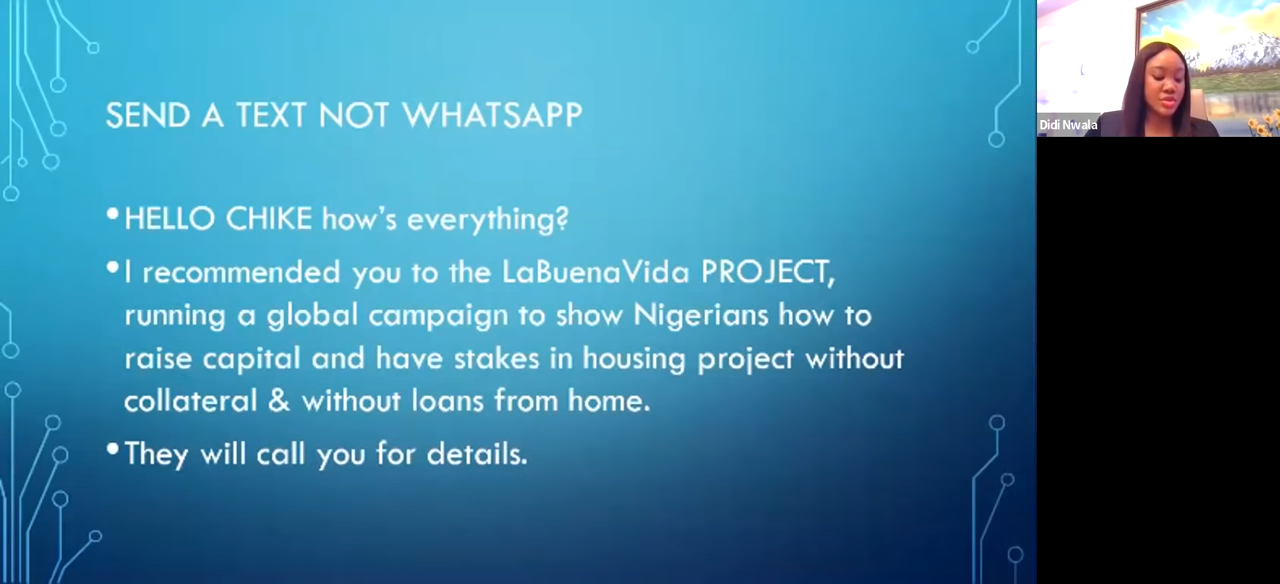 SEND A TEXT NOT WHATSAPP
•HELLO CHIKE how's everything?
•I recommended you to the LaBuenaVida PROJECT,
running a global campaign to show Nigerians how to
raise capital and have stakes in housing project without
collateral & without loans from home.
•They will call you for details.
Didi Nwala